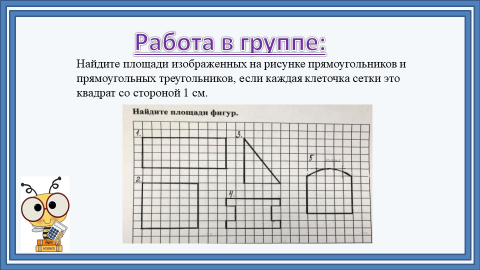 Работа в группе:
Найдите площади изображенных на рисунке прямоугольников и
прямоугольных треугольников, если каждая клеточка сетки это
квадрат со стороной 1 см.
Найдите площади фигур.
1.
3.
5
2.
4.